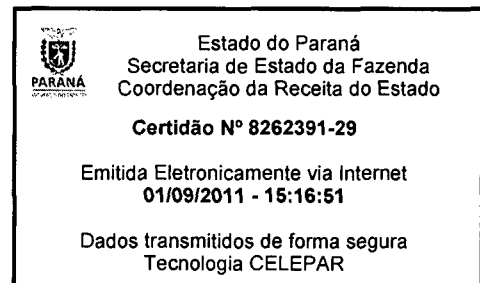 PARANÁ
Estado do Paraná
Secretaria de Estado da Fazenda
Coordenação da Receita do Estado
Certidão Nº 8262391-29
Emitida Eletronicamente via Internet
01/09/2011 - 15:16:51
Dados transmitidos de forma segura
Tecnologia CELEPAR